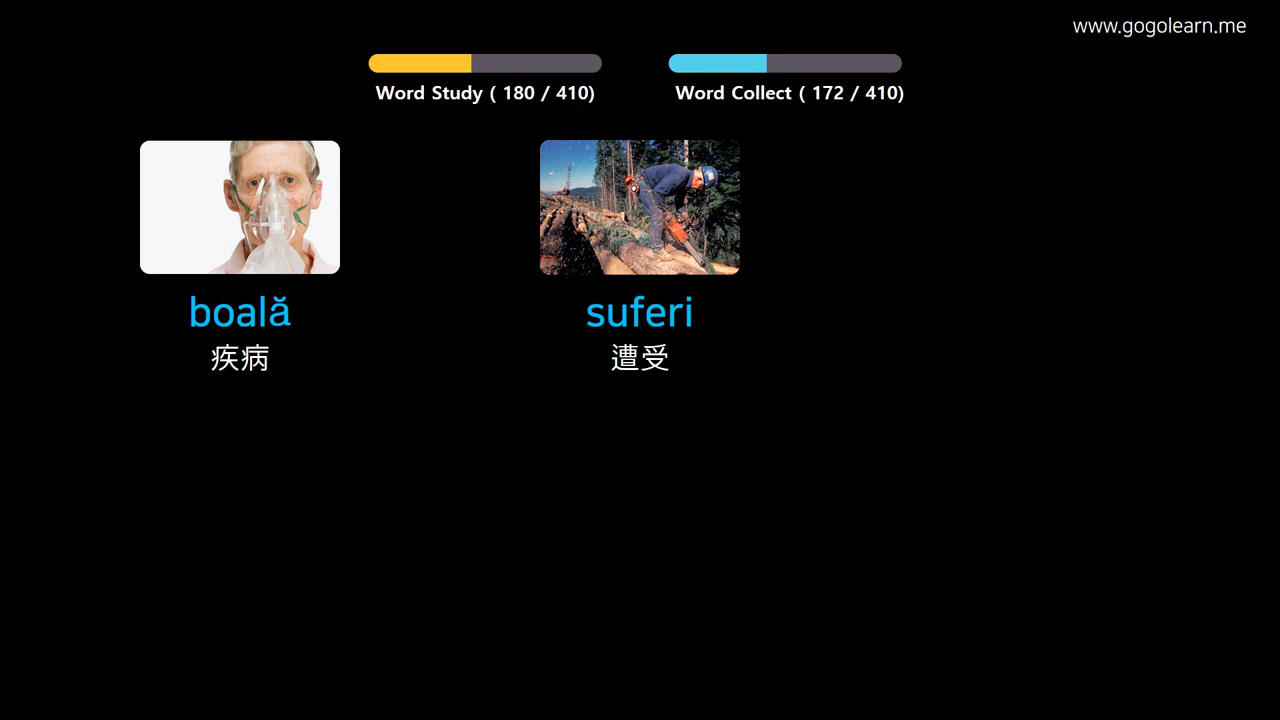 www.gogolearn.me
Word Study ( 180 / 410)
Word Collect ( 172 / 410)
boală
疾病
suferi
遭受